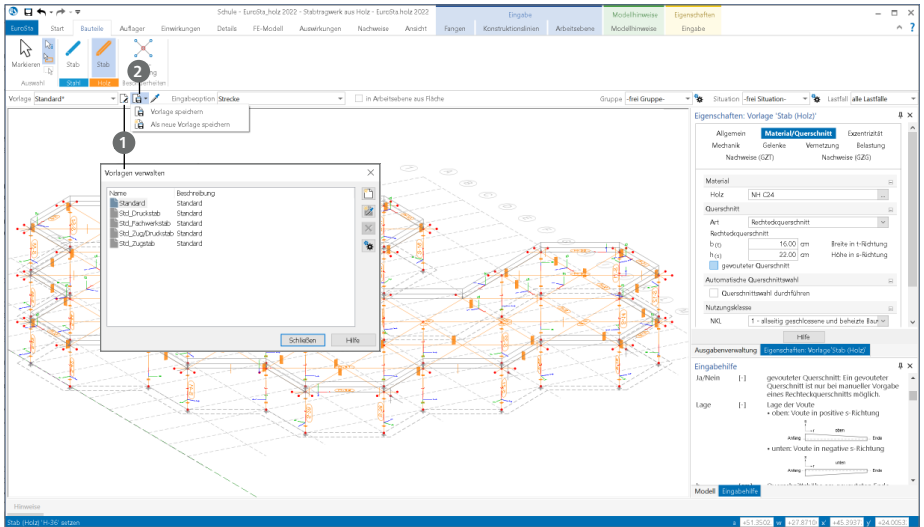 Schule - EuroSta_holz 2022 - Stabtragwerk aus Holz - EuroSta.holz 2022
Eingabe
Modellhinweise
Eigenschaften
EuroSta
Start
Bauteile
Auflager
Einwirkungen
Details
FE-Modell
Auswirkungen
Nachweise
Ansicht
Fangen
Konstruktionslinien
Arbeitsebene
Modellhinweise
Eingabe
Markieren
Stab
Stab
Auswahl
Stahl
Holz
2
Vorlage Standard*
Eingabeoption Strecke
in Arbeitsebene aus Fläche
Gruppe -frei Gruppe-
Situation -frei Situation-
Lastfall alle Lastfälle
Vorlage speichern
Als neue Vorlage speichern
1
Vorlagen verwalten
Name Beschreibung
Standard Standard
Std_Druckstab Standard
Std_Fachwerkstab Standard
Std_Zug/Druckstab Standard
Std_Zugstab Standard
Schließen
Hilfe
Eigenschaften: Vorlage 'Stab (Holz)'
Allgemein Material/Querschnitt Exzentrizität
Mechanik Gelenke Vernetzung Belastung
Nachweise (GZT) Nachweise (GZG)
Material
Holz NH C24
Querschnitt
Art Rechteckquerschnitt
Rechteckquerschnitt
b (t) 16.00 cm Breite in t-Richtung
h (s) 22.00 cm Höhe in s-Richtung
gevouteter Querschnitt
Automatische Querschnittswahl
Querschnittswahl durchführen
Nutzungsklasse
NKL 1 - allseitig geschlossene und beheizte Bau
Hilfe
Ausgabenverwaltung Eigenschaften: Vorlage 'Stab (Holz)'
Eingabehilfe
Ja/Nein [-] gevouteter Querschnitt: Ein gevouteter
Querschnitt ist nur bei manueller Vorgabe
eines Rechteckquerschnitts möglich.
Lage [-] Lage der Voute
• oben: Voute in positive s-Richtung
oben
Anfang Ende
• unten: Voute in negative s-Richtung
unten
Anfang Ende
Modell Eingabehilfe
Hinweise
Stab (Holz) 'H-36' setzen
x +51.3502 w +27.8710 x' +45.3937 y' +24.0053